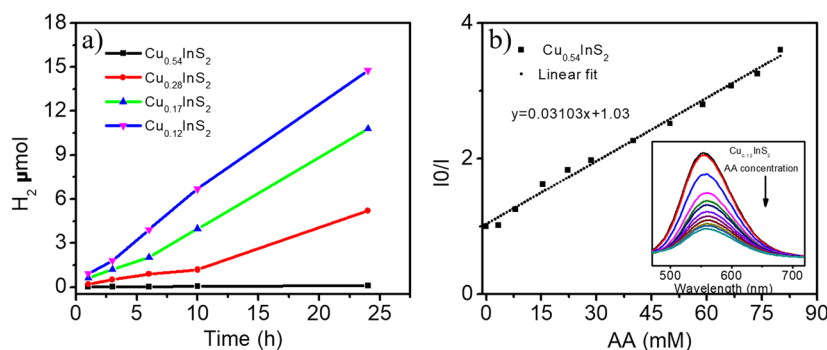 a)
18
15
12
9
6
3
0
H₂ µmol
Cu₀.₅₄InS₂
Cu₀.₂₈InS₂
Cu₀.₁₇InS₂
Cu₀.₁₂InS₂
0 5 10 15 20 25
Time (h)
b)
4
2
0
I0/I
Cu₀.₅₄InS₂
Linear fit
y=0.03103x+1.03
Cu₀.₁₂InS₂
AA concentration
500 600 700
Wavelength (nm)
0 15 30 45 60 75 90
AA (mM)